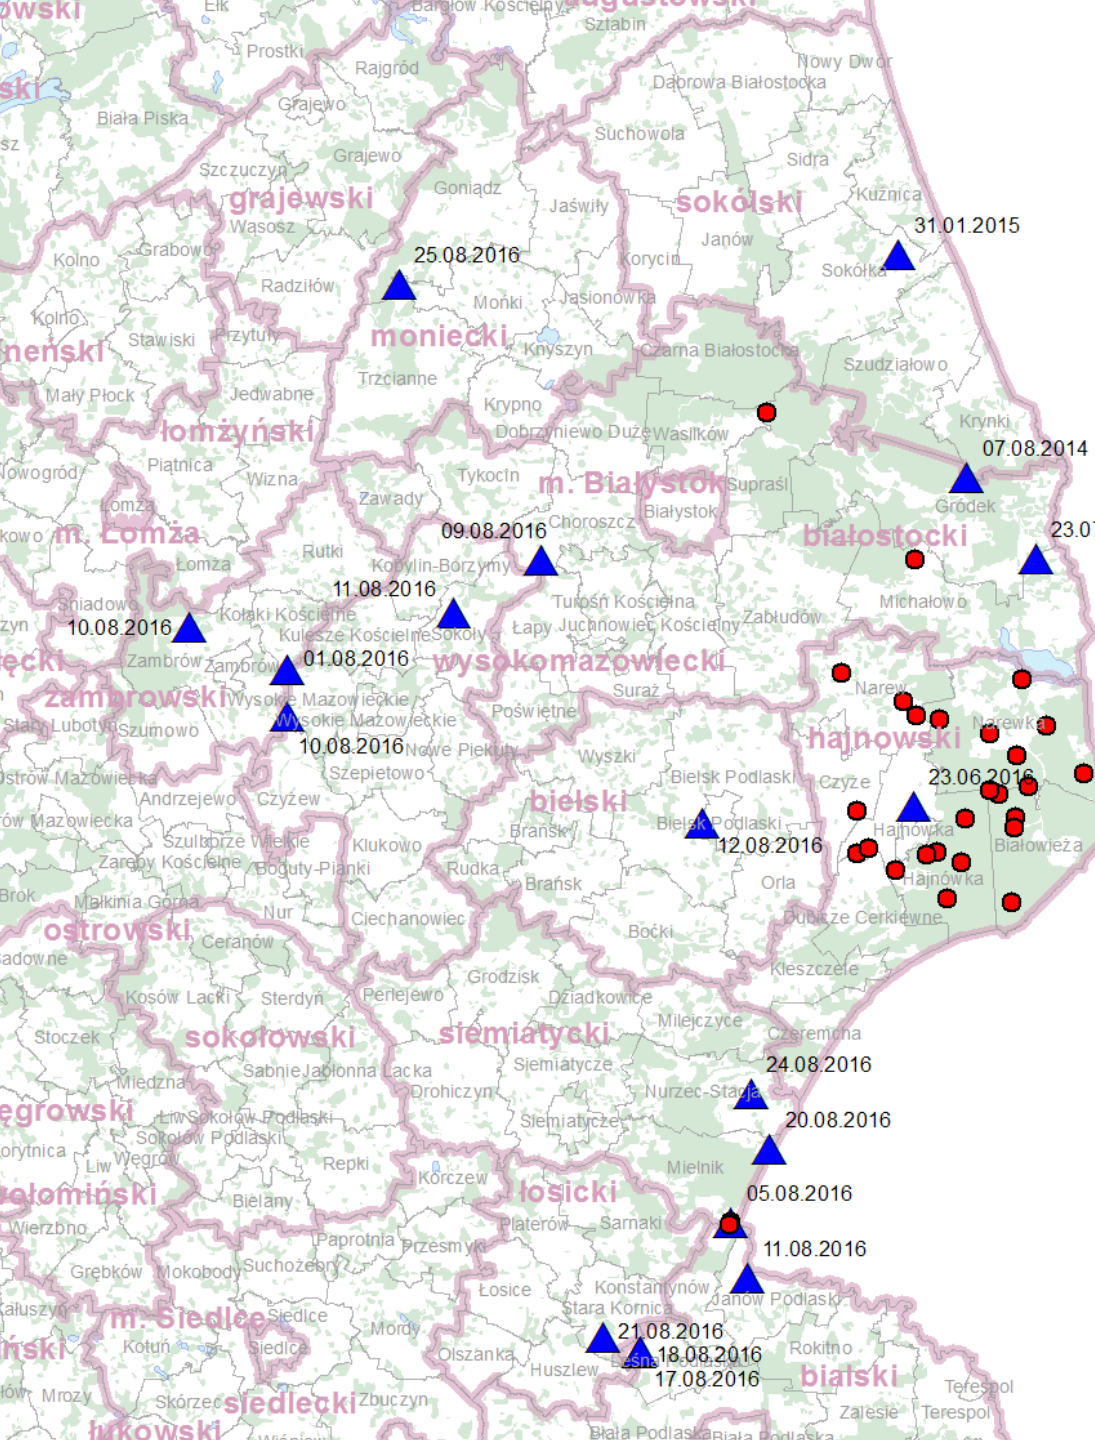 Ełk
Bargłów Kościelny
augustowski
Sztabin
Prostki
Rajgród
Nowy Dwór
Dąbrowa Białostocka
Grajewo
Biała Piska
Suchowola
Grajewo
Sidra
Szczuczyn
Goniądz
Kuźnica
grajewski
sokólski
Jaświły
Wąsosz
31.01.2015
Janów
Grabowo
25.08.2016
Kolno
Korycin
Sokółka
Radziłów
Mońki
Jasionówka
Kolno
Przytuły
Stawiski
moniecki
Knyszyn
Czarna Białostocka
Szudziałowo
Trzcianne
Mały Płock
Jedwabne
Krypno
Krynki
łomżyński
Dobrzyniewo Duże
Wasilków
07.08.2014
Piątnica
Nowogród
Wizna
Tykocin
m. Białystok
Supraśl
Zawady
Łomża
Gródek
Białystok
m. Łomża
09.08.2016
Choroszcz
białostocki
23.07
Rutki
Kobylin-Borzymy
Łomża
11.08.2016
Śniadowo
Turośń Kościelna
Michałowo
Kołaki Kościelne
Zabłudów
10.08.2016
Kulesze Kościelne
Sokoły
Łapy
Juchnowiec Kościelny
Zambrów
Zambrów
01.08.2016
wysokomazowiecki
Suraż
Narew
zambrowski
Wysokie Mazowieckie
Poświętne
Wysokie Mazowieckie
Narewka
Stary Lubotyń
Szumowo
hajnowski
10.08.2016
Nowe Piekuty
Wyszki
Szepietowo
Ostrów Mazowiecka
Bielsk Podlaski
23.06.2016
Czyże
Andrzejewo
Czyżew
bielski
Bielsk Podlaski
Brańsk
Hajnówka
Szulborze Wielkie
Klukowo
12.08.2016
Białowieża
Zaręby Kościelne
Boguty-Pianki
Rudka
Brańsk
Orla
Hajnówka
Brok
Małkinia Górna
Nur
Ciechanowiec
Dubicze Cerkiewne
ostrowski
Ceranów
Boćki
Kleszczele
Grodzisk
Kosów Lacki
Sterdyń
Perlejewo
Dziadkowice
Milejczyce
Stoczek
sokołowski
siemiatycki
Czeremcha
Siemiatycze
24.08.2016
Sabnie
Jabłonna Lacka
Miedzna
Drohiczyn
Nurzec-Stacja
Liw
Sokołów Podlaski
Siemiatycze
20.08.2016
Sokołów Podlaski
Węgrów
Liw
Repki
Mielnik
Korczew
łosicki
05.08.2016
Bielany
Wierzbno
Platerów
Sarnaki
Paprotnia
Przesmyki
11.08.2016
Grębków
Mokobody
Suchożebry
Łosice
Konstantynów
Janów Podlaski
Stara Kornica
m. Siedlce
Siedlce
Mordy
21.08.2016
Kotuń
Siedlce
Olszanka
18.08.2016
Rokitno
Leśna Podlaska
Huszlew
17.08.2016
bialski
Mrozy
Skórzec
siedlecki
Zbuczyn
Terespol
Zalesie
Terespol
łukowski
Biała Podlaska
Biała Podlaska